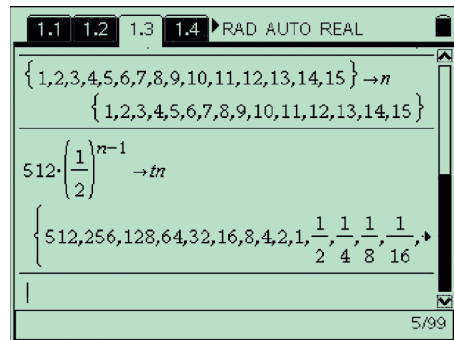 1.1 1.2 1.3 1.4 RAD AUTO REAL
{1,2,3,4,5,6,7,8,9,10,11,12,13,14,15}→n
{1,2,3,4,5,6,7,8,9,10,11,12,13,14,15}
512·(1/2)^(n−1) →tn
{512,256,128,64,32,16,8,4,2,1,1/2,1/4,1/8,1/16,
5/99